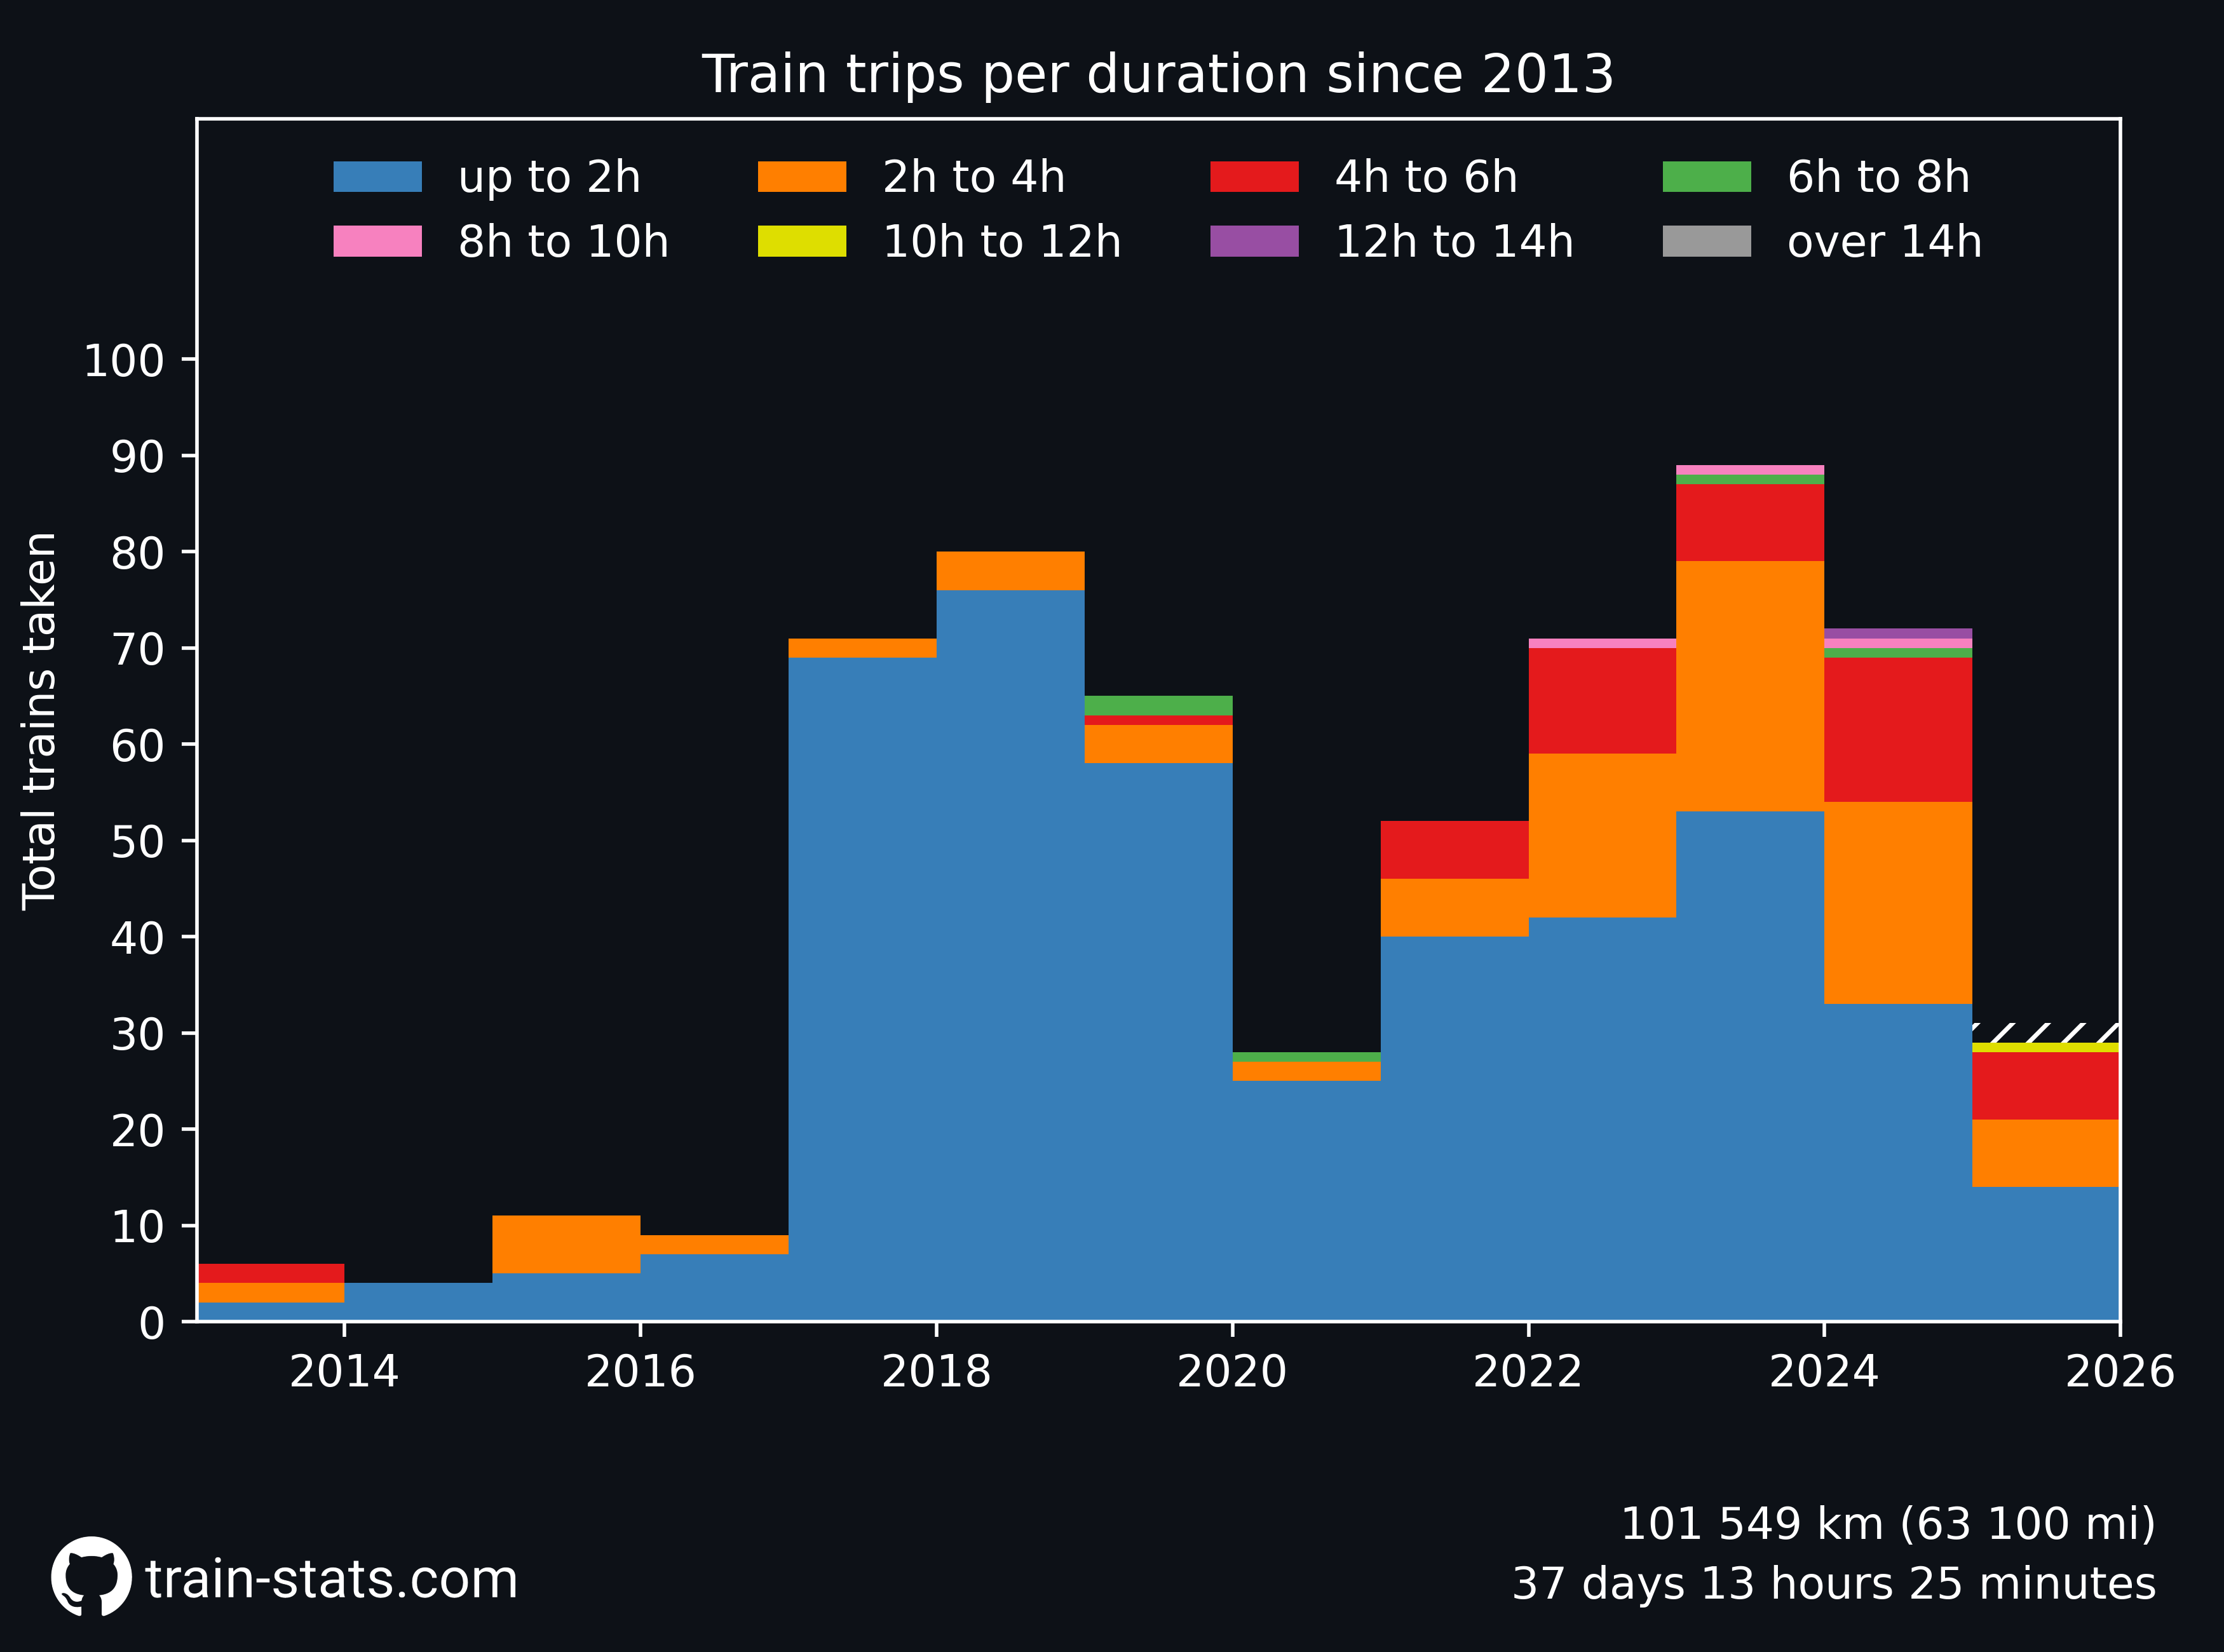 Train trips per duration since 2013
up to 2h
2h to 4h
4h to 6h
6h to 8h
8h to 10h
10h to 12h
12h to 14h
over 14h
Total trains taken
100
90
80
70
60
50
40
30
20
10
0
2014 2016 2018 2020 2022 2024 2026
101 549 km (63 100 mi)
37 days 13 hours 25 minutes
train-stats.com